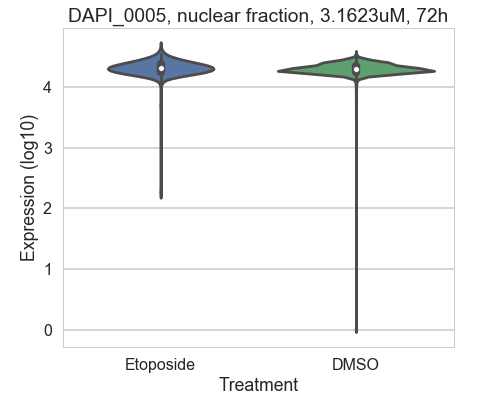 DAPI_0005, nuclear fraction, 3.1623uM, 72h
4
3
2
1
0
Expression (log10)
Etoposide DMSO
Treatment